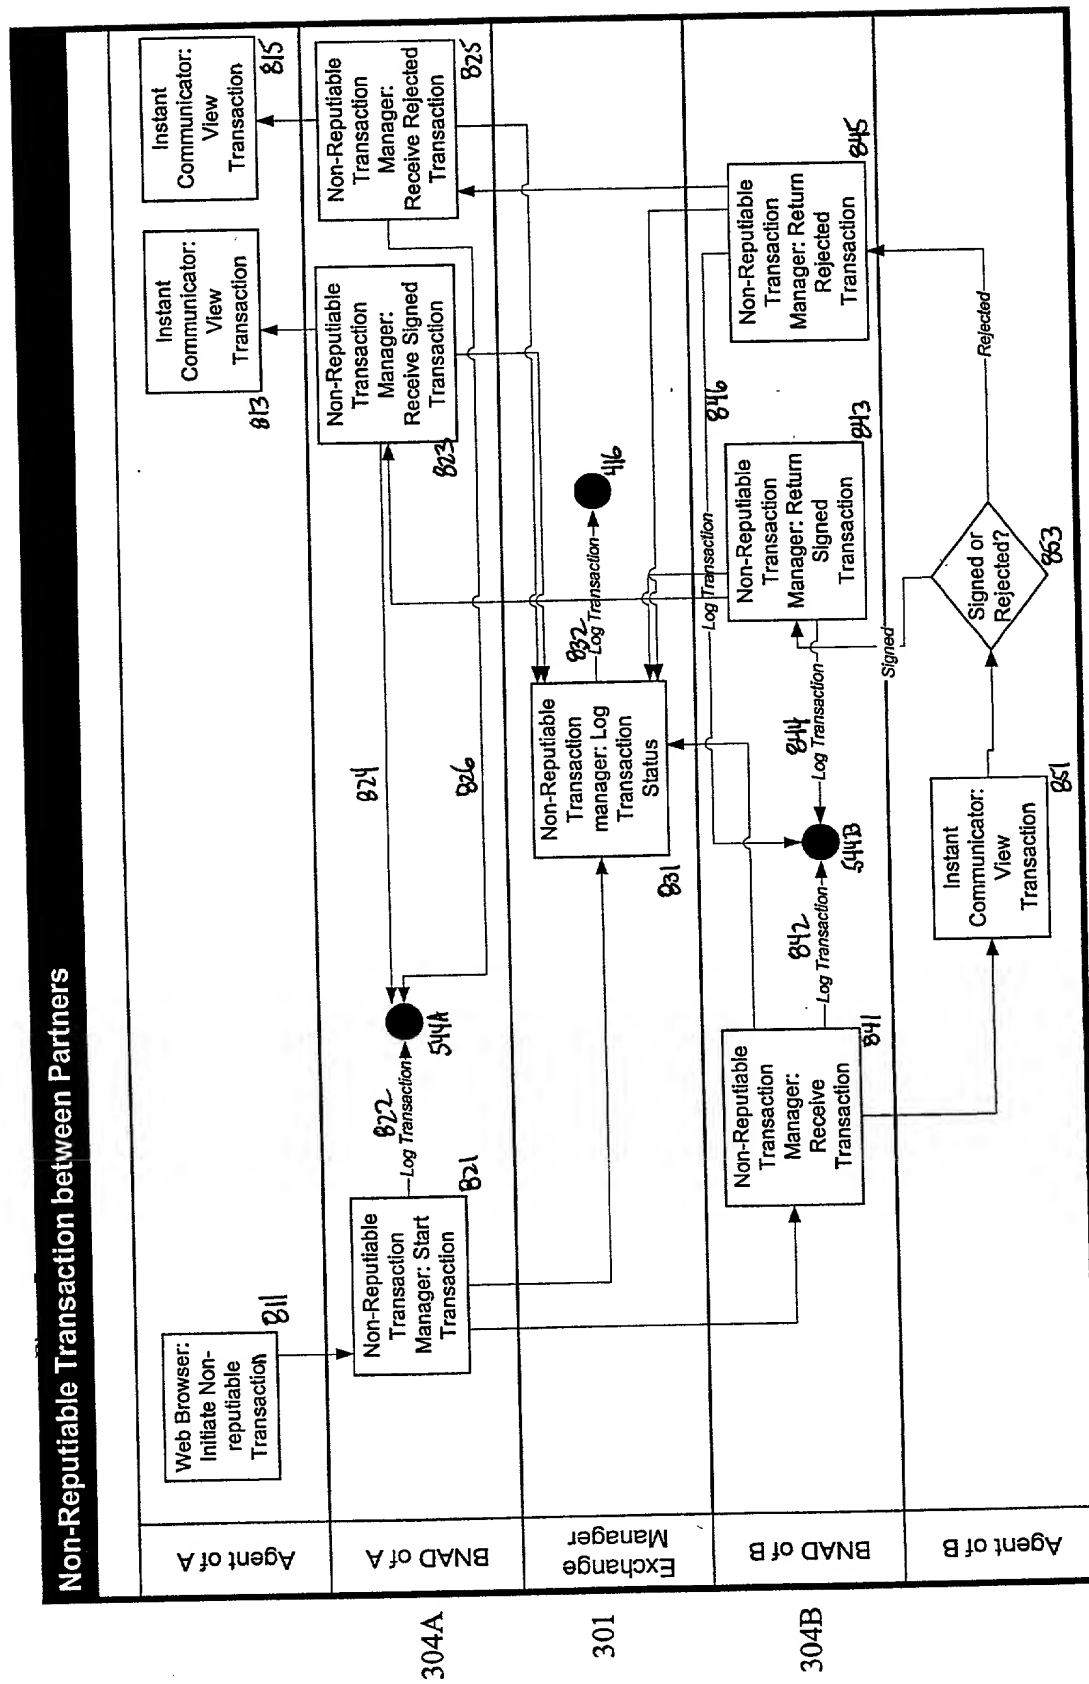 Non-Reputiable Transaction between Partners
Agent of A
Web Browser:
Initiate Non-
reputiable
Transaction
811
Instant
Communicator:
View
Transaction
813
Instant
Communicator:
View
Transaction
815
304A
BNAD of A
Non-Reputiable
Transaction
Manager: Start
Transaction
821
822
Log Transaction
544A
824
826
Non-Reputiable
Transaction
Manager:
Receive Signed
Transaction
823
Non-Reputiable
Transaction
Manager:
Receive Rejected
Transaction
825
301
Exchange
Manager
Non-Reputiable
Transaction
manager: Log
Transaction
Status
831
832
Log Transaction
416
304B
BNAD of B
Non-Reputiable
Transaction
Manager:
Receive
Transaction
841
842
Log Transaction
544B
844
Log Transaction
Log Transaction
846
Non-Reputiable
Transaction
Manager: Return
Signed
Transaction
843
Non-Reputiable
Transaction
Manager: Return
Rejected
Transaction
845
Agent of B
Instant
Communicator:
View
Transaction
851
Signed
Signed or
Rejected?
853
Rejected